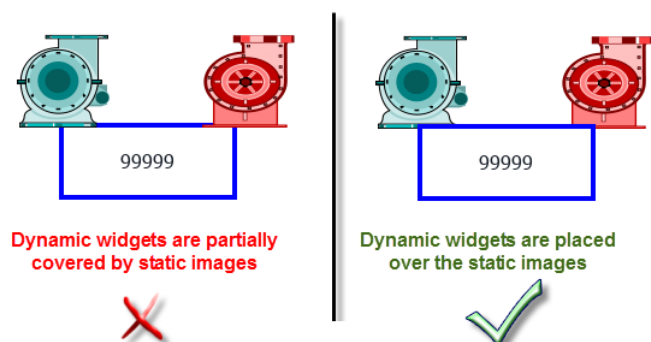 99999
Dynamic widgets are partially
covered by static images
99999
Dynamic widgets are placed
over the static images